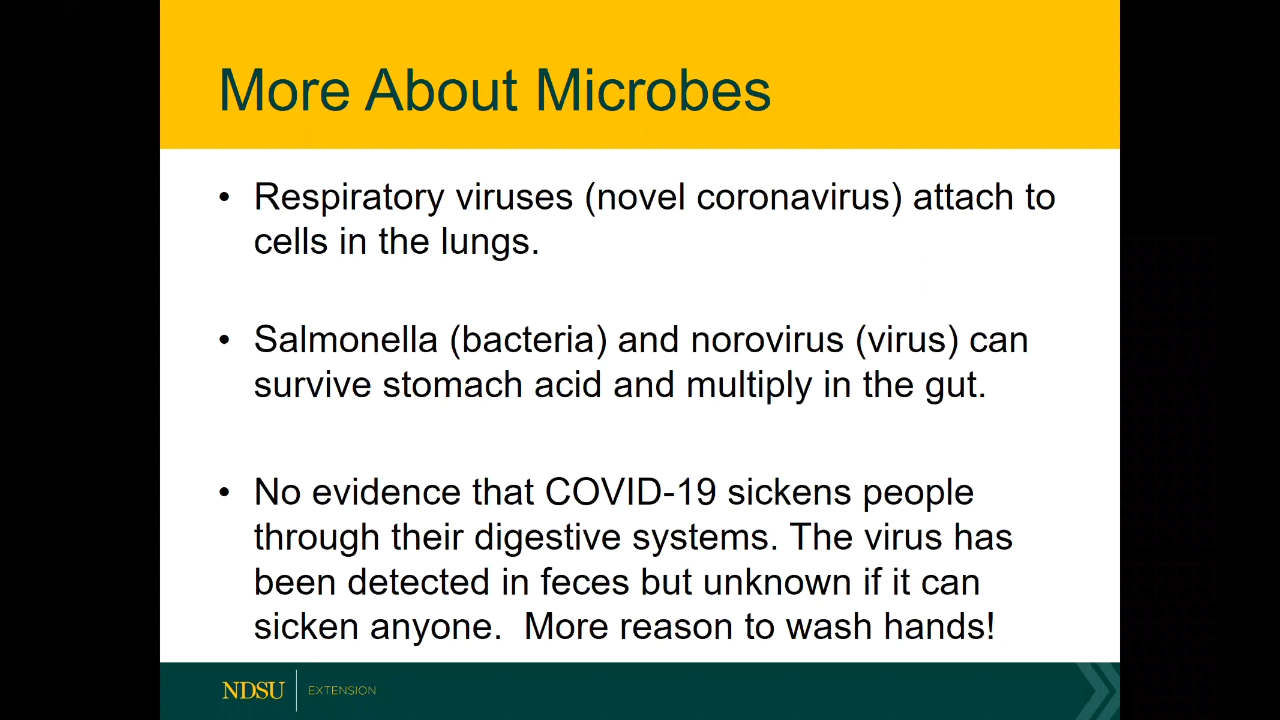 More About Microbes
• Respiratory viruses (novel coronavirus) attach to
cells in the lungs.
• Salmonella (bacteria) and norovirus (virus) can
survive stomach acid and multiply in the gut.
• No evidence that COVID-19 sickens people
through their digestive systems. The virus has
been detected in feces but unknown if it can
sicken anyone.  More reason to wash hands!
NDSU EXTENSION